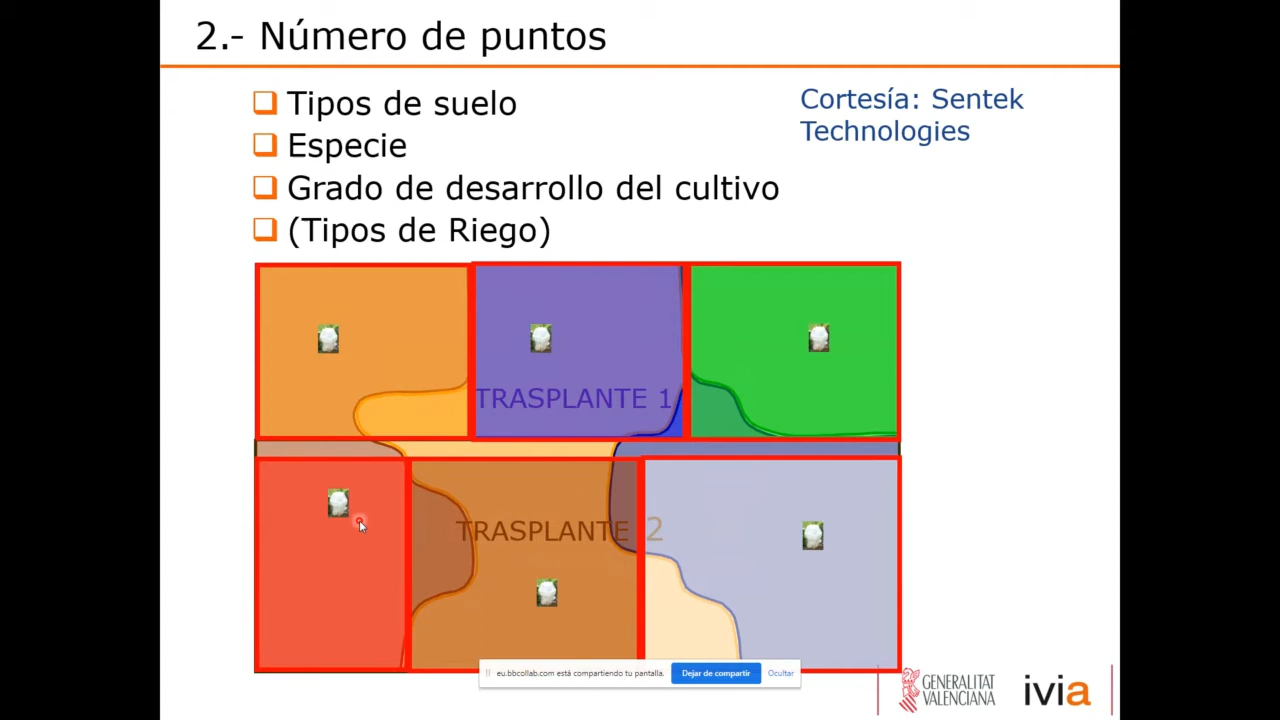 2.- Número de puntos
Tipos de suelo
Especie
Grado de desarrollo del cultivo
(Tipos de Riego)
Cortesía: Sentek
Technologies
TRASPLANTE 1
TRASPLANTE 2
eu.bbcollab.com está compartiendo tu pantalla.
Dejar de compartir
Ocultar
GENERALITAT
VALENCIANA
ivia